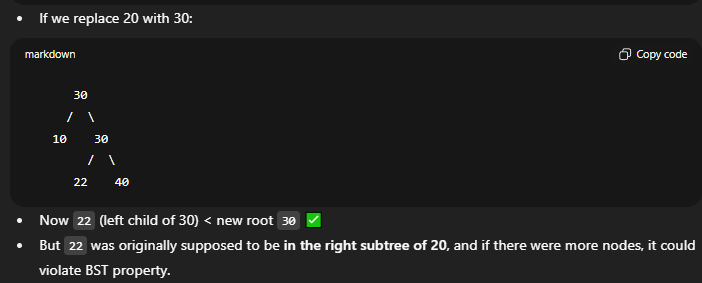 • If we replace 20 with 30:
markdown Copy code
30
/ \
10 30
/ \
22 40
• Now 22 (left child of 30) < new root 30 ✅
• But 22 was originally supposed to be in the right subtree of 20, and if there were more nodes, it could
violate BST property.